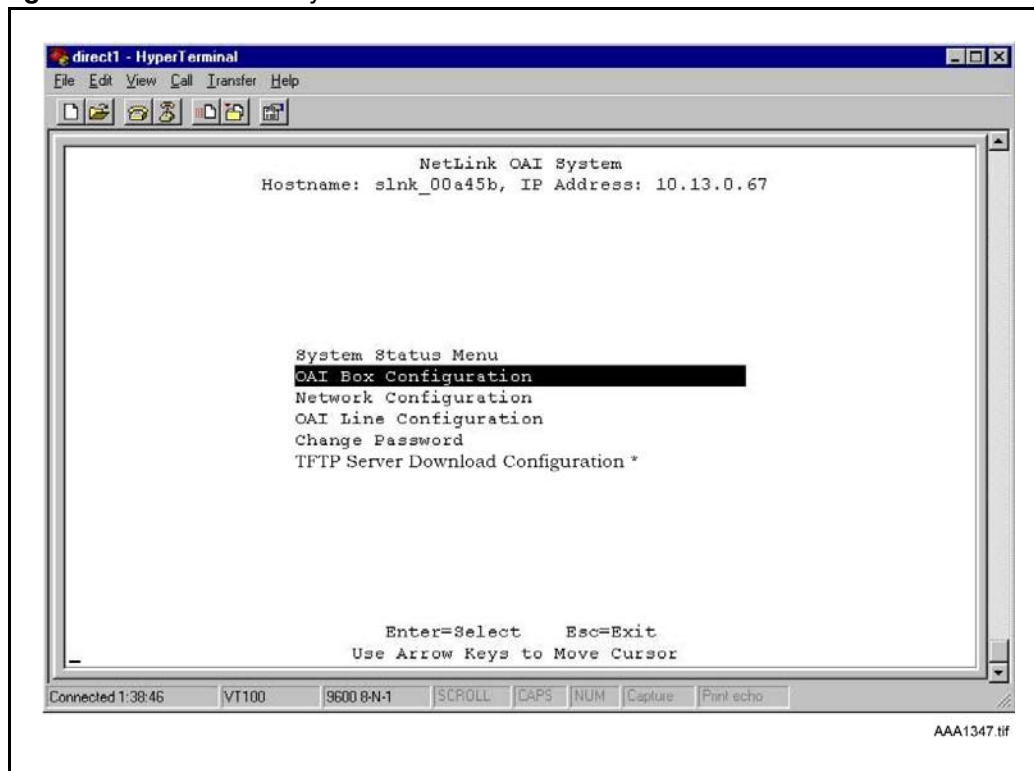 direct1 - HyperTerminal
File Edit View Call Transfer Help
NetLink OAI System
Hostname: slnk_00a45b, IP Address: 10.13.0.67
System Status Menu
OAI Box Configuration
Network Configuration
OAI Line Configuration
Change Password
TFTP Server Download Configuration *
Enter=Select Esc=Exit
Use Arrow Keys to Move Cursor
Connected 1:38:46 VT100 9600 8-N-1 SCROLL CAPS NUM Capture Print echo
AAA1347.tif